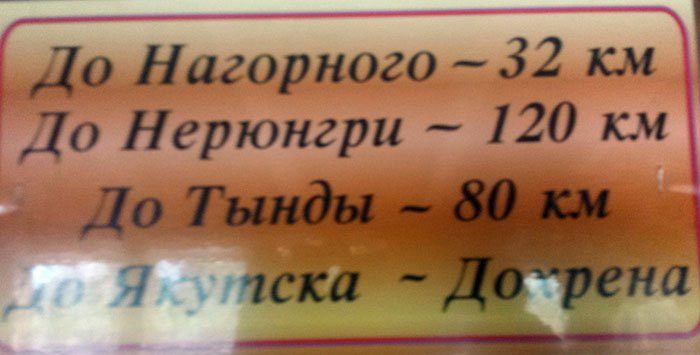 До Нагорного ~ 32 км
До Нерюнгри ~ 120 км
До Тынды ~ 80 км
До Якутска ~ Дохрена